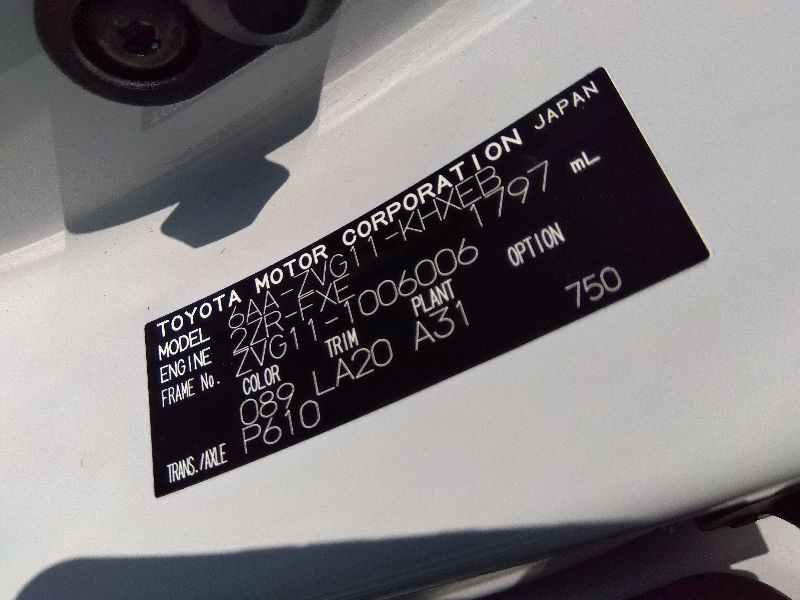 TOYOTA MOTOR CORPORATION JAPAN
MODEL 6AA-ZVG11-KHXEB
ENGINE 2ZR-FXE 1797 mL
FRAME No. ZVG11-1006006
COLOR TRIM PLANT OPTION
089 LA20 A31 750
TRANS./AXLE P610